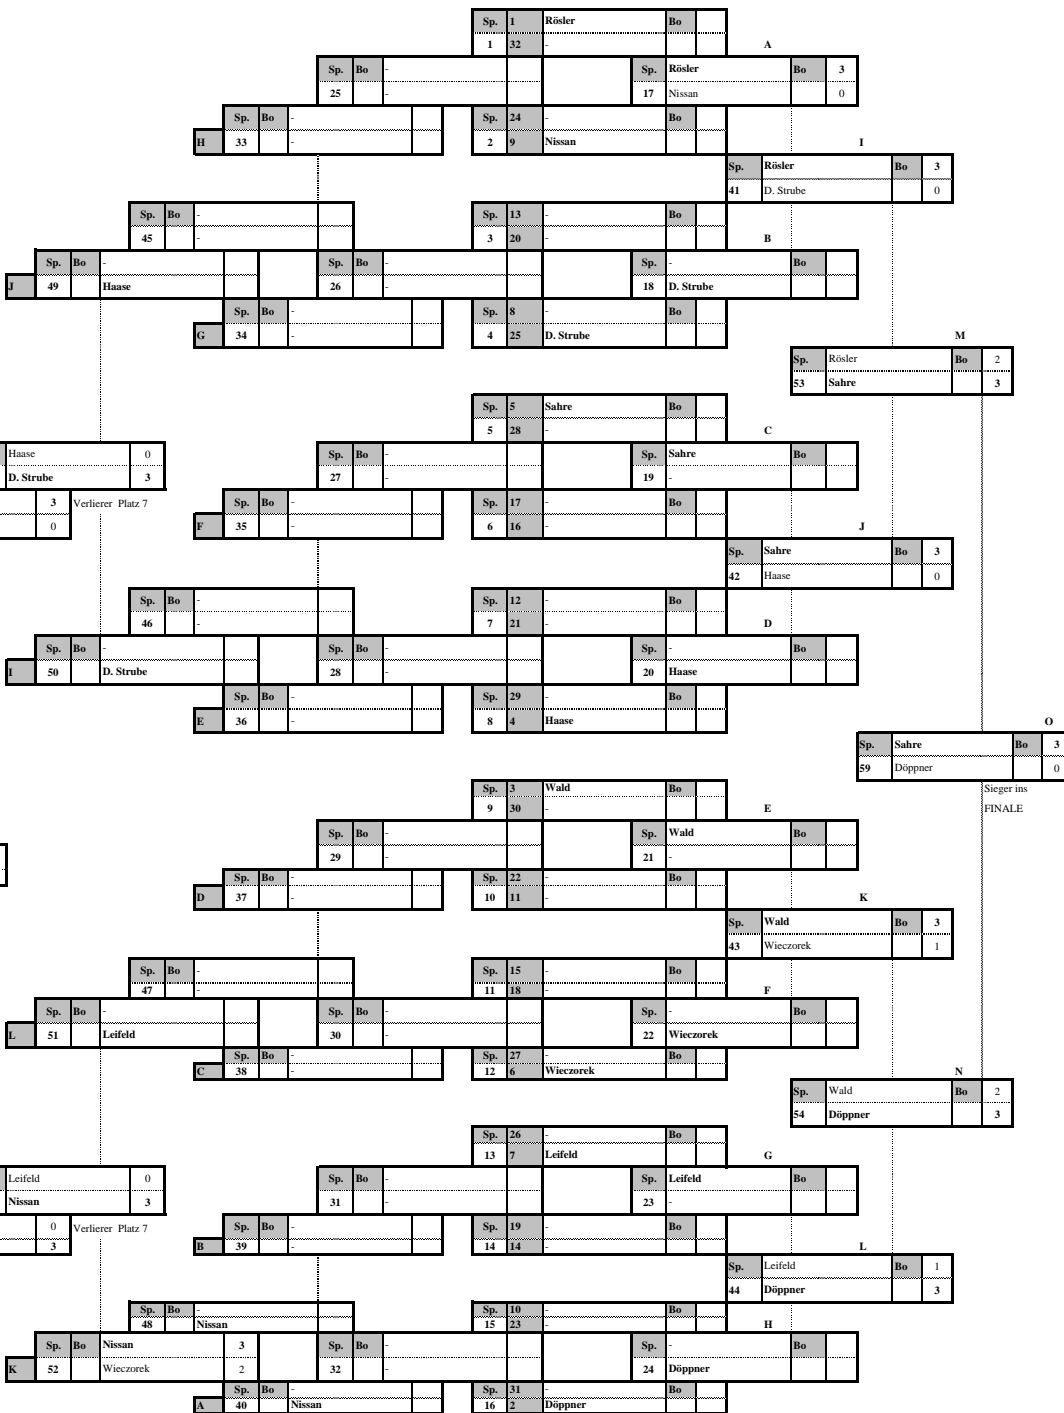 Sp. 1 Rösler Bo
1 32 - A
Sp. Bo - Sp. Rösler Bo 3
25 - 17 Nissan 0
Sp. Bo - Sp. 24 - Bo
H 33 - 2 9 Nissan I
Sp. Rösler Bo 3
41 D. Strube 0
Sp. Bo - Sp. 13 - Bo
45 - 3 20 - B
Sp. Bo - Sp. Bo - Sp. - Bo
J 49 Haase 26 - 18 D. Strube
Sp. Bo - Sp. 8 - Bo
G 34 - 4 25 D. Strube M
Sp. Rösler Bo 2
53 Sahre 3
Sp. 5 Sahre Bo
5 28 - C
Haase 0 Sp. Bo - Sp. Sahre Bo
D. Strube 3 27 - 19 -
3 Verlierer Platz 7 Sp. Bo - Sp. 17 - Bo
0 F 35 - 6 16 - J
Sp. Sahre Bo 3
42 Haase 0
Sp. Bo - Sp. 12 - Bo
46 - 7 21 - D
Sp. Bo - Sp. Bo - Sp. - Bo
I 50 D. Strube 28 - 20 Haase
Sp. Bo - Sp. 29 - Bo
E 36 - 8 4 Haase O
Sp. Sahre Bo 3
59 Döppner 0
Sp. 3 Wald Bo Sieger ins
9 30 - E FINALE
Sp. Bo - Sp. Wald Bo
29 - 21 -
Sp. Bo - Sp. 22 - Bo
D 37 - 10 11 - K
Sp. Wald Bo 3
43 Wieczorek 1
Sp. Bo - Sp. 15 - Bo
47 - 11 18 - F
Sp. Bo - Sp. Bo - Sp. - Bo
L 51 Leifeld 30 - 22 Wieczorek
Sp. Bo - Sp. 27 - Bo
C 38 - 12 6 Wieczorek N
Sp. Wald Bo 2
54 Döppner 3
Sp. 26 - Bo
13 7 Leifeld G
Leifeld 0 Sp. Bo - Sp. Leifeld Bo
Nissan 3 31 - 23 -
0 Verlierer Platz 7 Sp. Bo - Sp. 19 - Bo
3 B 39 - 14 14 - L
Sp. Leifeld Bo 1
44 Döppner 3
Sp. Bo - Sp. 10 - Bo
48 Nissan 15 23 - H
Sp. Bo Nissan 3 Sp. Bo - Sp. - Bo
K 52 Wieczorek 2 32 - 24 Döppner
Sp. Bo - Sp. 31 - Bo
A 40 Nissan 16 2 Döppner